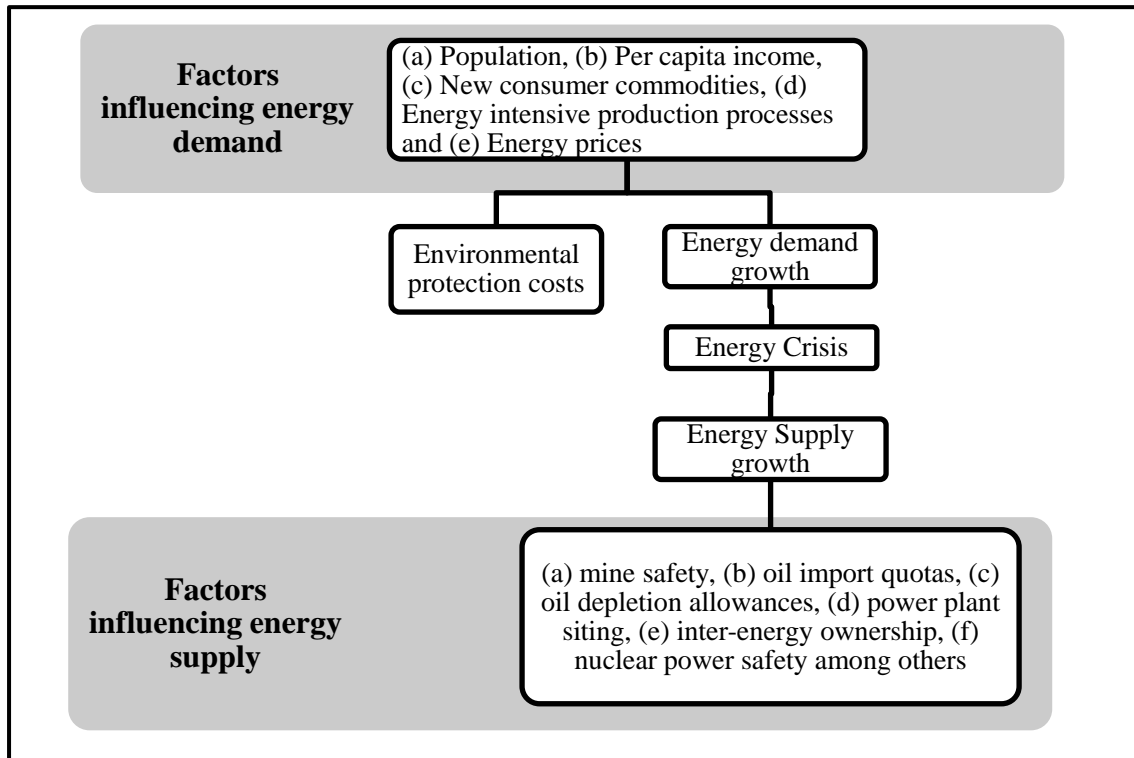 Factors
influencing energy
demand
(a) Population, (b) Per capita income,
(c) New consumer commodities, (d)
Energy intensive production processes
and (e) Energy prices
Environmental
protection costs
Energy demand
growth
Energy Crisis
Energy Supply
growth
Factors
influencing energy
supply
(a) mine safety, (b) oil import quotas, (c)
oil depletion allowances, (d) power plant
siting, (e) inter-energy ownership, (f)
nuclear power safety among others